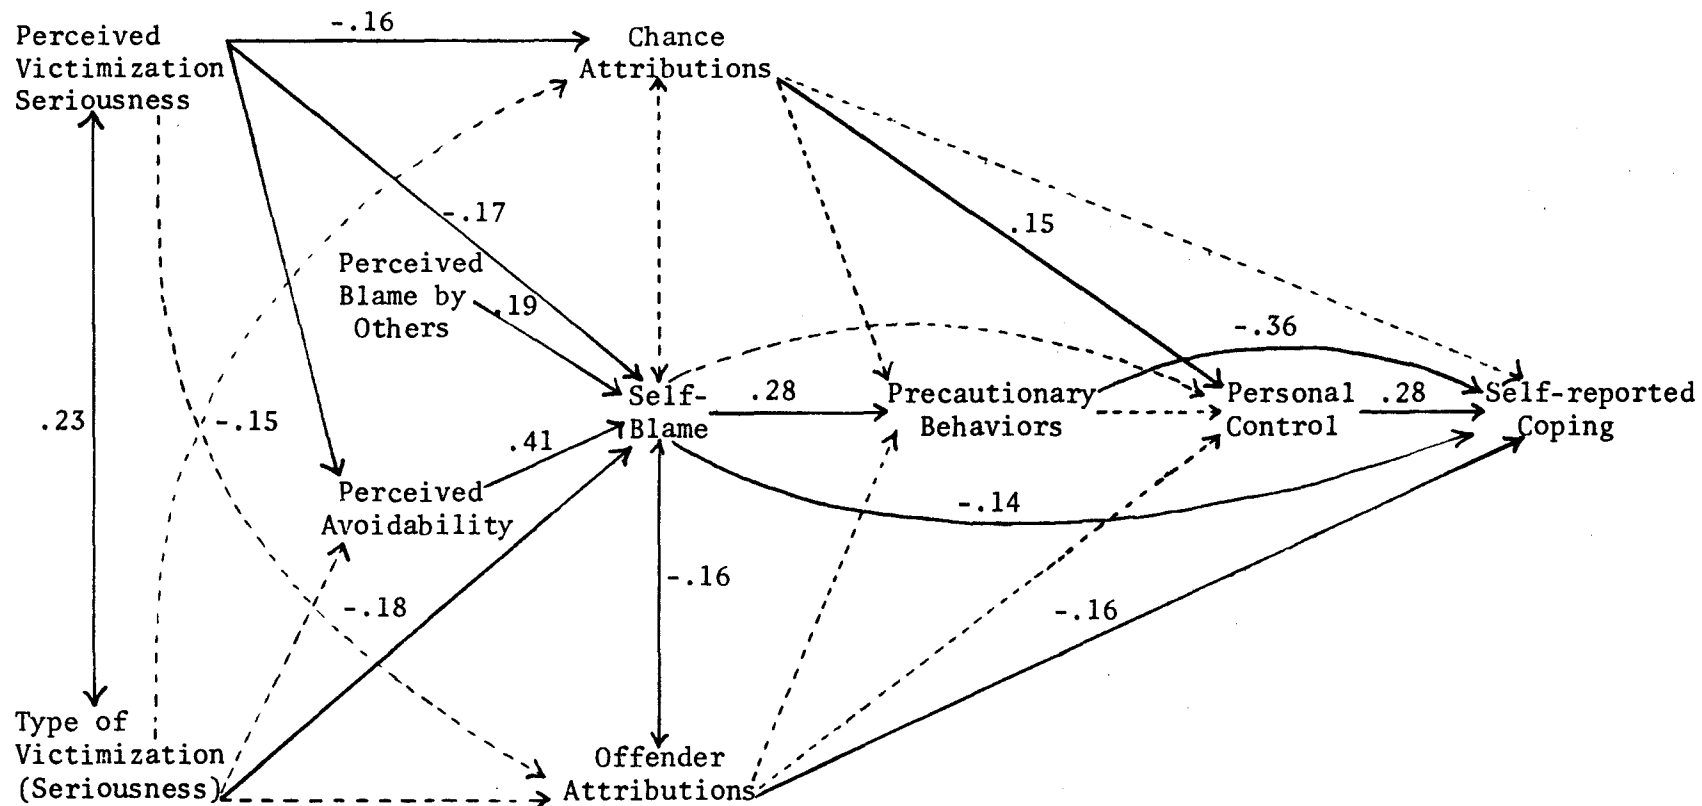 -.16
Perceived
Victimization
Seriousness
Chance
Attributions
-.17
.15
Perceived
Blame by
Others
.19
-.36
Self-
Blame
.28
Precautionary
Behaviors
Personal
Control
.28
Self-reported
Coping
.23
-.15
.41
Perceived
Avoidability
-.14
-.16
-.18
-.16
Type of
Victimization
(Seriousness)
Offender
Attributions